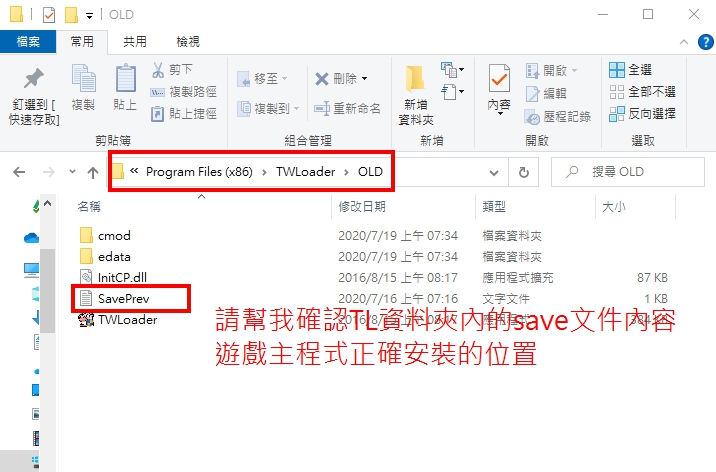 OLD
檔案 常用 共用 檢視
釘選到 [快速存取]
複製
貼上
剪下
複製路徑
貼上捷徑
剪貼簿
移至
複製到
刪除
重新命名
組合管理
新增資料夾
新增
內容
開啟
編輯
歷程記錄
開啟
全選
全部不選
反向選擇
選取
« Program Files (x86) › TWLoader › OLD
搜尋 OLD
名稱 修改日期 類型 大小
cmod 2020/7/19 上午 07:34 檔案資料夾
edata 2020/7/19 上午 07:34 檔案資料夾
InitCP.dll 2016/8/15 上午 08:17 應用程式擴充 87 KB
SavePrev 2020/7/16 上午 07:16 文字文件 1 KB
TWLoader
請幫我確認TL資料夾內的save文件內容
遊戲主程式正確安裝的位置